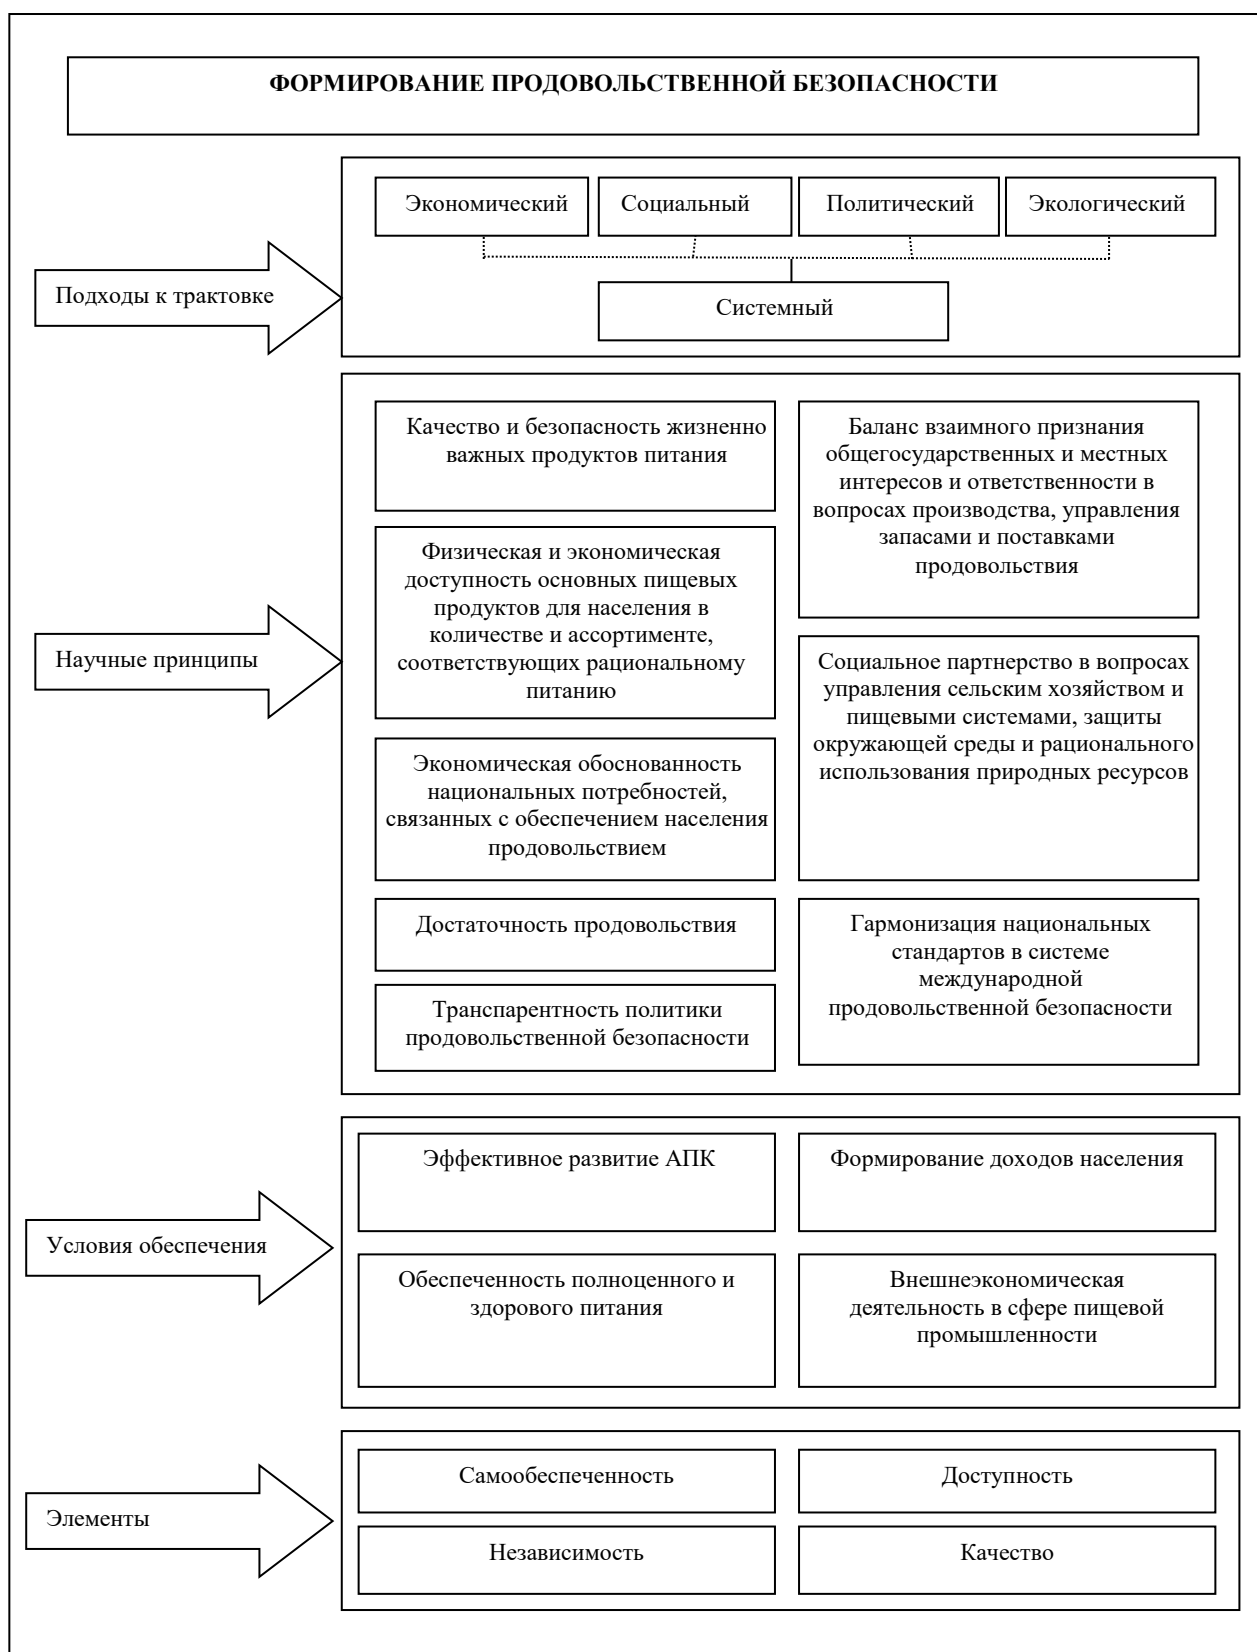 ФОРМИРОВАНИЕ ПРОДОВОЛЬСТВЕННОЙ БЕЗОПАСНОСТИ
Подходы к трактовке
Экономический
Социальный
Политический
Экологический
Системный
Научные принципы
Качество и безопасность жизненно
важных продуктов питания
Физическая и экономическая
доступность основных пищевых
продуктов для населения в
количестве и ассортименте,
соответствующих рациональному
питанию
Экономическая обоснованность
национальных потребностей,
связанных с обеспечением населения
продовольствием
Достаточность продовольствия
Транспарентность политики
продовольственной безопасности
Баланс взаимного признания
общегосударственных и местных
интересов и ответственности в
вопросах производства, управления
запасами и поставками
продовольствия
Социальное партнерство в вопросах
управления сельским хозяйством и
пищевыми системами, защиты
окружающей среды и рационального
использования природных ресурсов
Гармонизация национальных
стандартов в системе
международной
продовольственной безопасности
Условия обеспечения
Эффективное развитие АПК
Формирование доходов населения
Обеспеченность полноценного и
здорового питания
Внешнеэкономическая
деятельность в сфере пищевой
промышленности
Элементы
Самообеспеченность
Доступность
Независимость
Качество